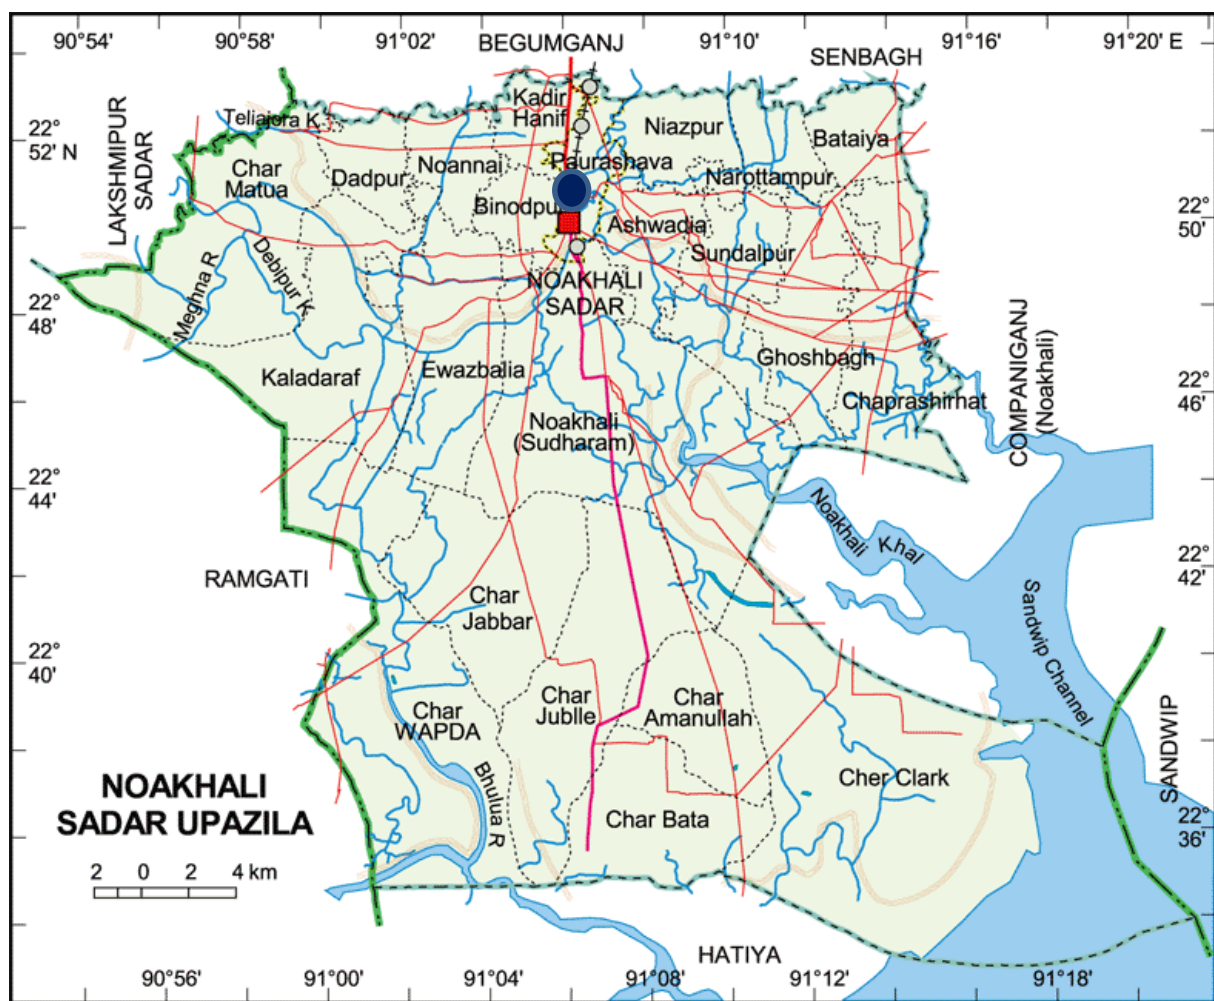 90°54'
90°58'
91°02'
BEGUMGANJ
91°10'
91°16'
91°20' E
SENBAGH
Kadir
Hanif
Teliajora K
Niazpur
Bataiya
22°
52' N
LAKSHMIPUR
SADAR
Char
Matua
Dadpur
Noannai
Paurashava
Narottampur
Binodpur
22°
50'
Ashwadia
Sundalpur
Meghna R
Debipur K
NOAKHALI
SADAR
22°
48'
COMPANIGANJ
(Noakhali)
Ghoshbagh
Kaladaraf
Ewazbalia
22°
46'
Chaprashirhat
Noakhali
(Sudharam)
22°
44'
Noakhali
Khal
22°
42'
RAMGATI
Char
Jabbar
Sandwip Channel
22°
40'
Char
Jublle
Char
Amanullah
Char
WAPDA
SANDWIP
Bhulua R
Cher Clark
NOAKHALI
SADAR UPAZILA
Char Bata
22°
36'
2 0 2 4 km
HATIYA
90°56'
91°00'
91°04'
91°08'
91°12'
91°18'